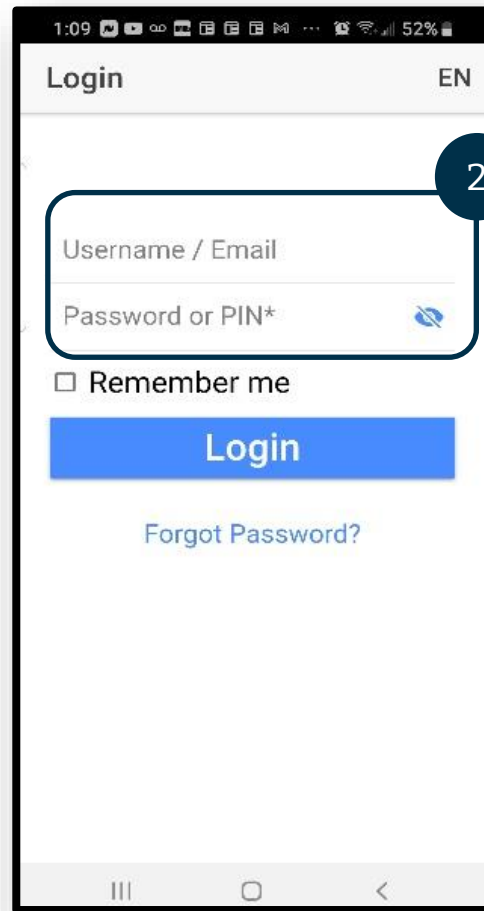 1:09 52%
Login EN
2
Username / Email
Password or PIN*
Remember me
Login
Forgot Password?